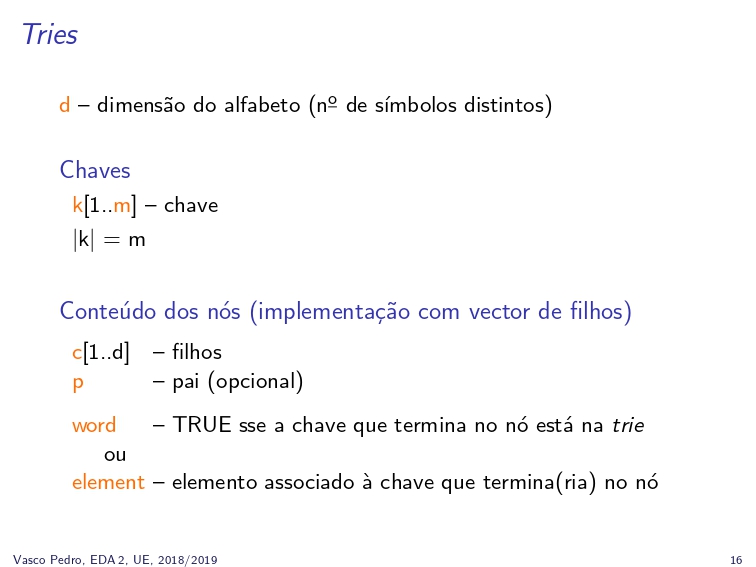 Tries
d – dimensão do alfabeto (nº de símbolos distintos)
Chaves
k[1..m] – chave
|k| = m
Conteúdo dos nós (implementação com vector de filhos)
c[1..d] – filhos
p – pai (opcional)
word – TRUE sse a chave que termina no nó está na trie
ou
element – elemento associado à chave que termina(ria) no nó
Vasco Pedro, EDA 2, UE, 2018/2019 16